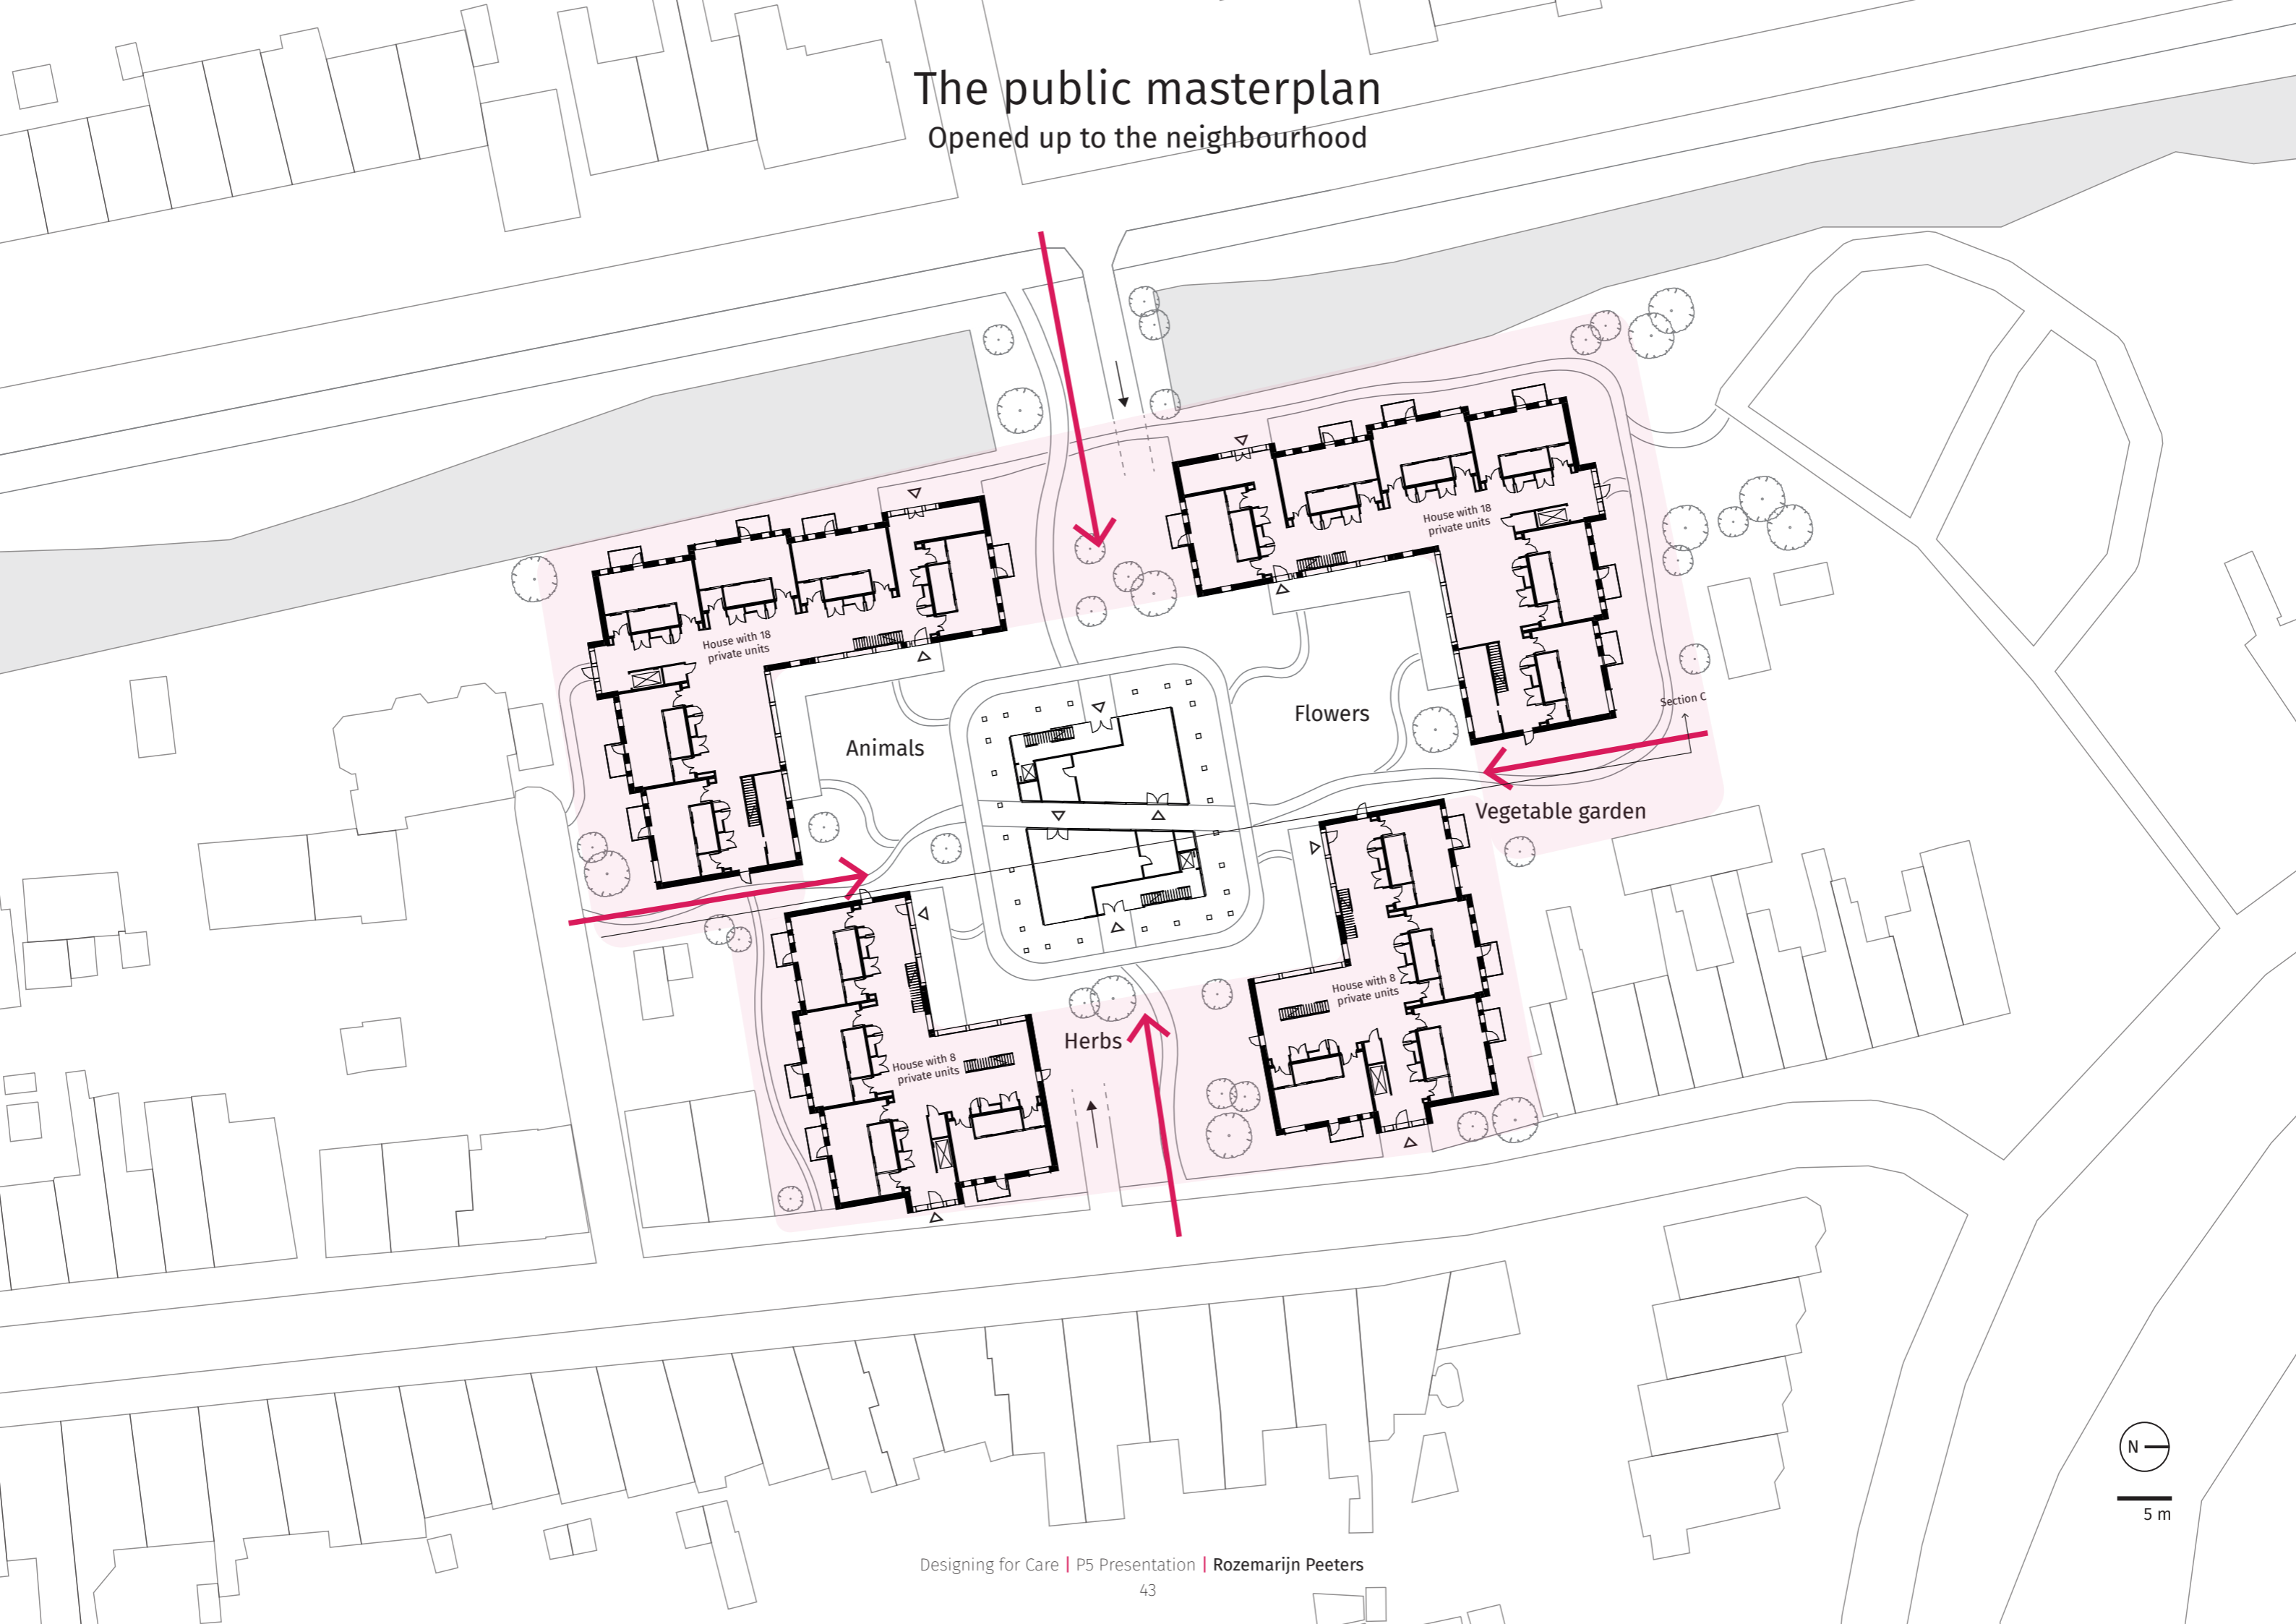 The public masterplan
Opened up to the neighbourhood
House with 18
private units
House with 18
private units
Section C
Flowers
Animals
Vegetable garden
House with 8
private units
Herbs
House with 8
private units
N
5 m
Designing for Care | P5 Presentation | Rozemarijn Peeters
43